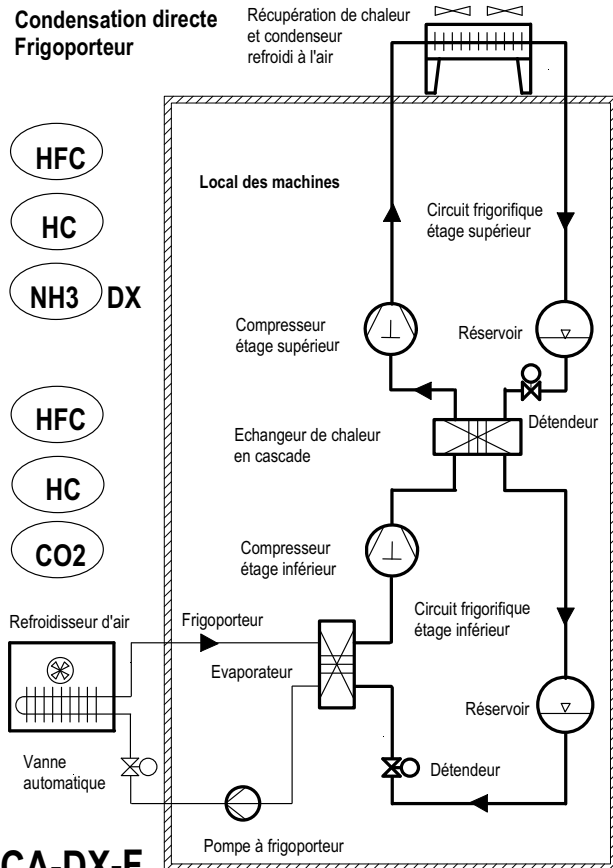 Condensation directe
Frigoporteur
Récupération de chaleur
et condenseur
refroidi à l'air
HFC
HC
NH3 DX
Local des machines
Circuit frigorifique
étage supérieur
Compresseur
étage supérieur
Réservoir
Détendeur
Echangeur de chaleur
en cascade
HFC
HC
CO2
Compresseur
étage inférieur
Refroidisseur d'air
Frigoporteur
Circuit frigorifique
étage inférieur
Evaporateur
Réservoir
Vanne
automatique
Détendeur
Pompe à frigoporteur